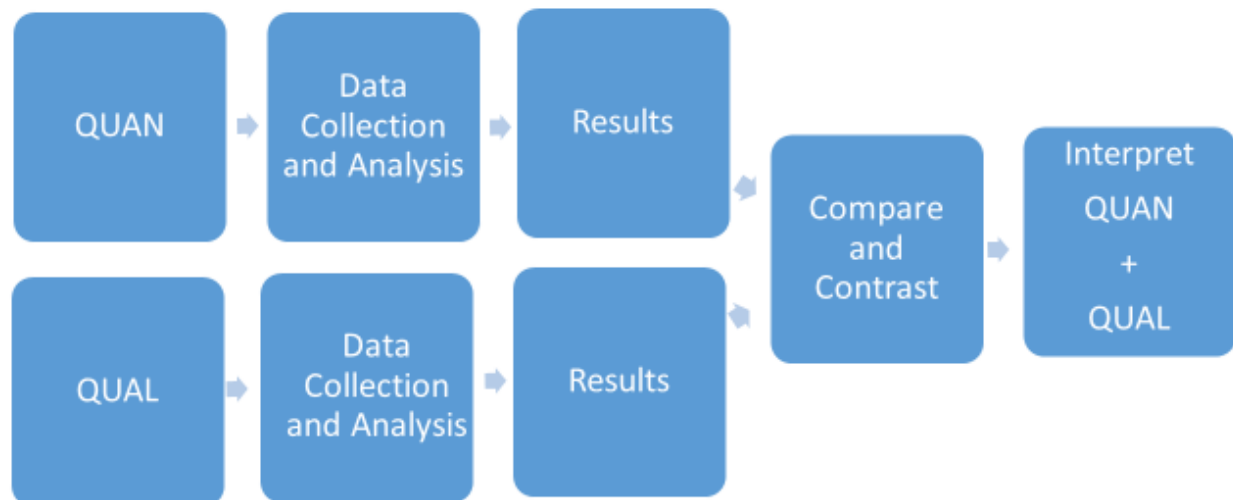 QUAN
Data
Collection
and Analysis
Results
QUAL
Data
Collection
and Analysis
Results
Compare
and
Contrast
Interpret
QUAN
+
QUAL